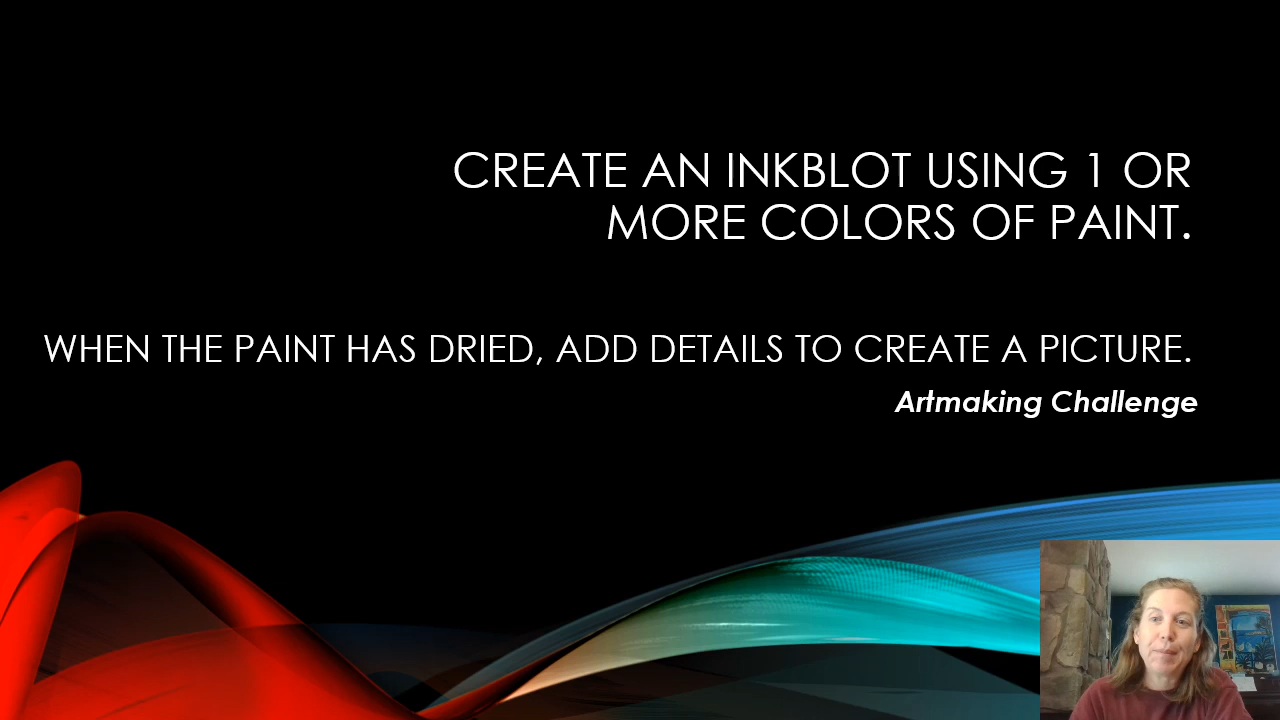 CREATE AN INKBLOT USING 1 OR
MORE COLORS OF PAINT.
WHEN THE PAINT HAS DRIED, ADD DETAILS TO CREATE A PICTURE.
Artmaking Challenge